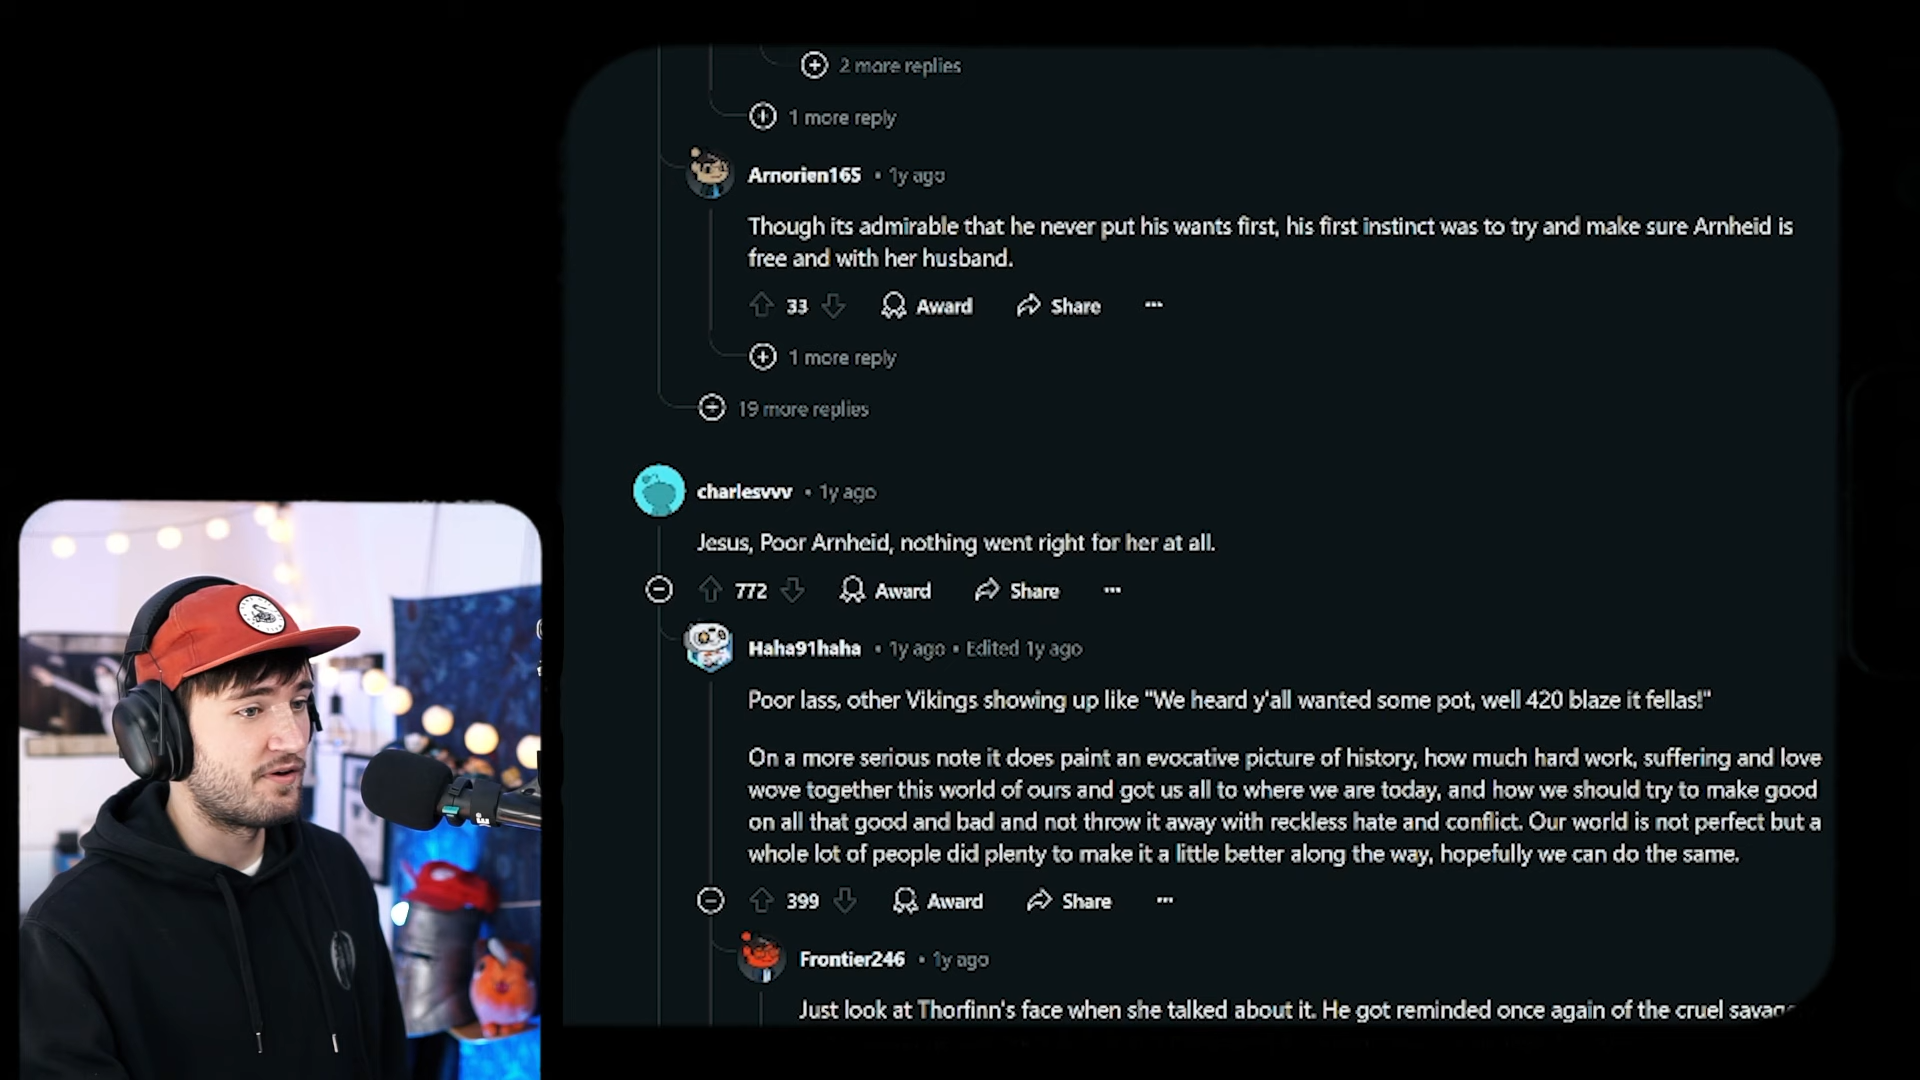 2 more replies
1 more reply
Arnorien165 • 1y ago
Though its admirable that he never put his wants first, his first instinct was to try and make sure Arnheid is
free and with her husband.
33 Award Share ...
1 more reply
19 more replies
charlesvvv • 1y ago
Jesus, Poor Arnheid, nothing went right for her at all.
772 Award Share ...
Haha91haha • 1y ago • Edited 1y ago
Poor lass, other Vikings showing up like "We heard y'all wanted some pot, well 420 blaze it fellas!"
On a more serious note it does paint an evocative picture of history, how much hard work, suffering and love
wove together this world of ours and got us all to where we are today, and how we should try to make good
on all that good and bad and not throw it away with reckless hate and conflict. Our world is not perfect but a
whole lot of people did plenty to make it a little better along the way, hopefully we can do the same.
399 Award Share ...
Frontier246 • 1y ago
Just look at Thorfinn's face when she talked about it. He got reminded once again of the cruel savag